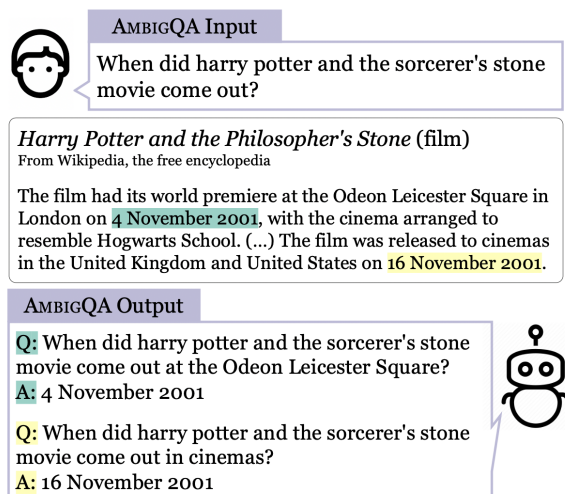 AMBIGQA Input
When did harry potter and the sorcerer's stone
movie come out?
Harry Potter and the Philosopher's Stone (film)
From Wikipedia, the free encyclopedia
The film had its world premiere at the Odeon Leicester Square in
London on 4 November 2001, with the cinema arranged to
resemble Hogwarts School. (...) The film was released to cinemas
in the United Kingdom and United States on 16 November 2001.
AMBIGQA Output
Q: When did harry potter and the sorcerer's stone
movie come out at the Odeon Leicester Square?
A: 4 November 2001
Q: When did harry potter and the sorcerer's stone
movie come out in cinemas?
A: 16 November 2001